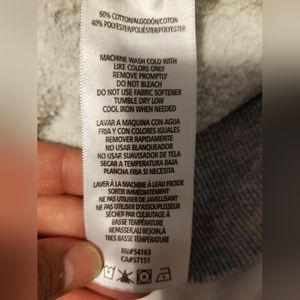 60% COTTON/ALGODÓN/COTON
40% POLYESTER/POLIÉSTER/POLYESTER
MACHINE WASH COLD WITH
LIKE COLORS ONLY
REMOVE PROMPTLY
DO NOT BLEACH
DO NOT USE FABRIC SOFTENER
TUMBLE DRY LOW
COOL IRON WHEN NEEDED
LAVAR A MAQUINA CON AGUA
FRIA Y CON COLORES IGUALES
REMOVER RAPIDAMENTE
NO USAR BLANQUEADOR
NO USAR SUAVISADOR DE TELA
SECAR A TEMPERATURA BAJA
PLANCHA FRIA SI NECESITA
LAVER À LA MACHINE À L'EAU FROIDE
SORTIR IMMÉDIATEMENT
NE PAS UTILISER DE JAVELLISANT
NE PAS UTILISER D'ASSOUPLISSEUR
SÉCHER PAR CULBUTAGE À
BASSE TEMPÉRATURE
REPASSER,AU BESOIN,À
TRES BASSE TEMPÉRATURE
RN#54163
CA#57151